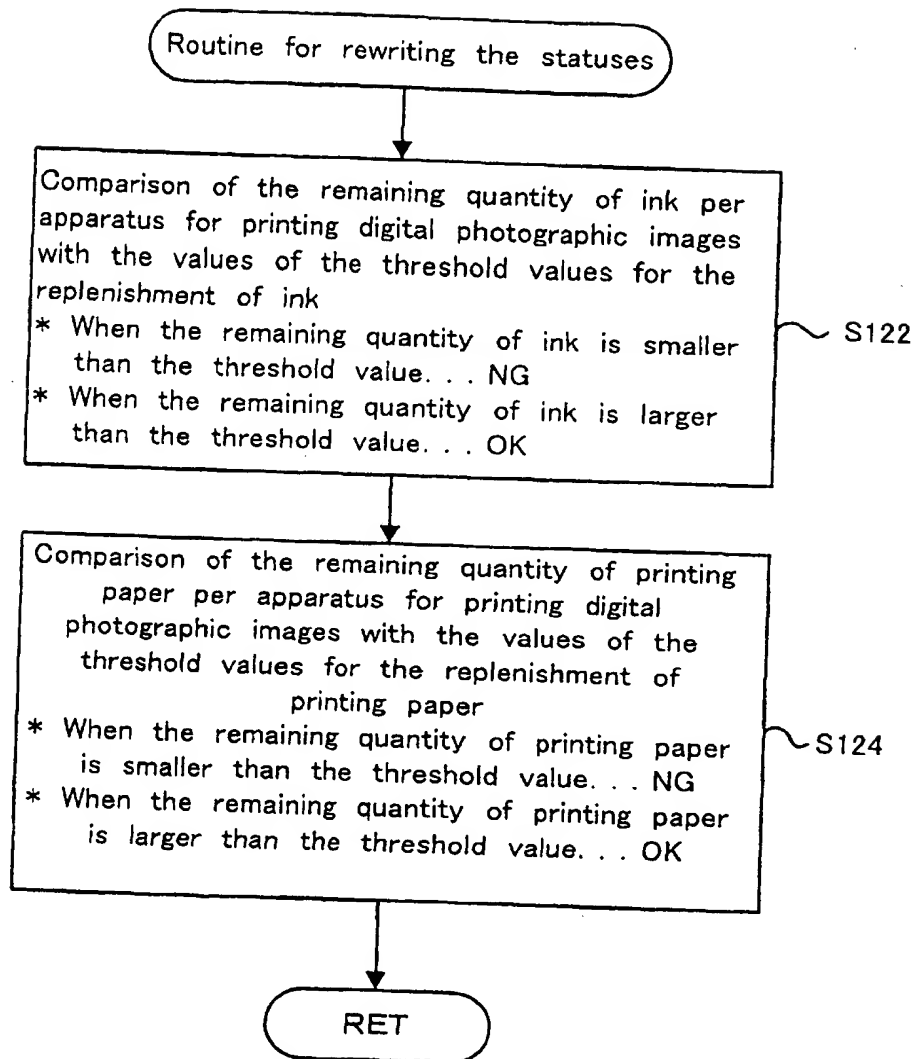 Routine for rewriting the statuses
Comparison of the remaining quantity of ink per
apparatus for printing digital photographic images
with the values of the threshold values for the
replenishment of ink
* When the remaining quantity of ink is smaller
than the threshold value. . . NG
* When the remaining quantity of ink is larger
than the threshold value. . . OK
S122
Comparison of the remaining quantity of printing
paper per apparatus for printing digital
photographic images with the values of the
threshold values for the replenishment of
printing paper
* When the remaining quantity of printing paper
is smaller than the threshold value. . . NG
* When the remaining quantity of printing paper
is larger than the threshold value. . . OK
S124
RET